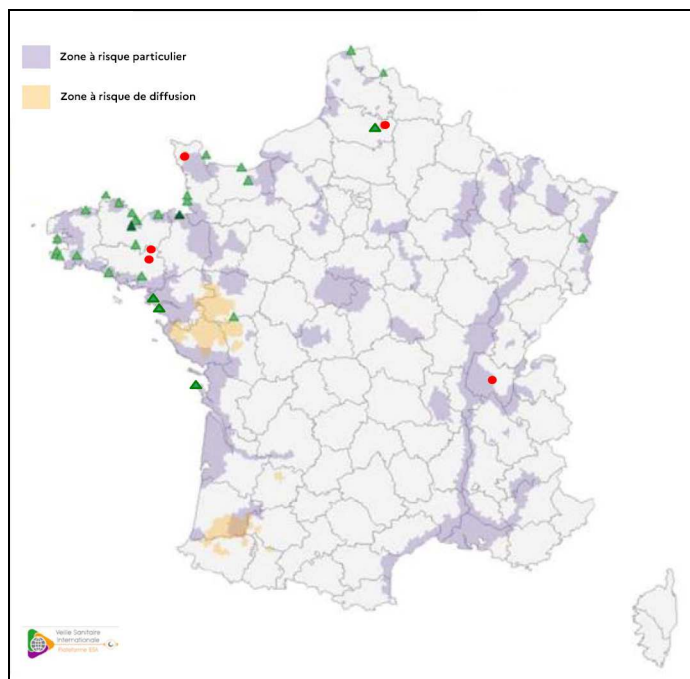 Zone à risque particulier
Zone à risque de diffusion
Veille Sanitaire
Internationale
Plateforme ESA